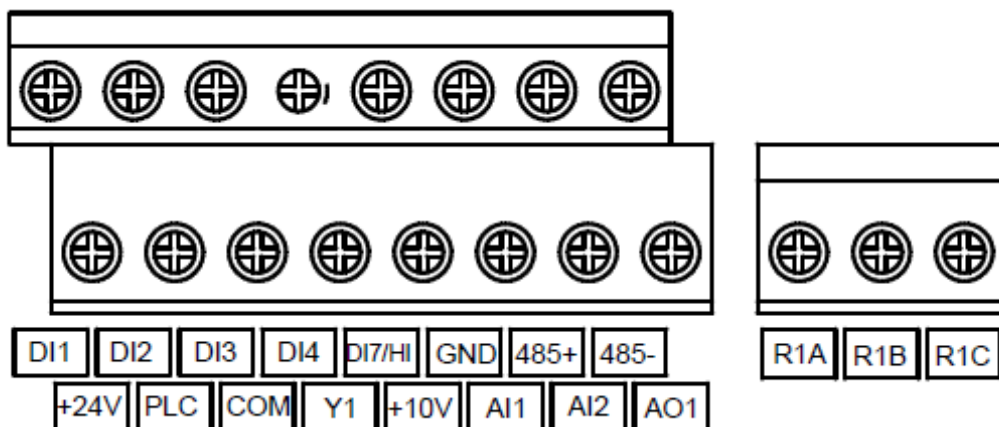 DI1 DI2 DI3 DI4 DI7/HI GND 485+ 485- R1A R1B R1C
+24V PLC COM Y1 +10V AI1 AI2 AO1